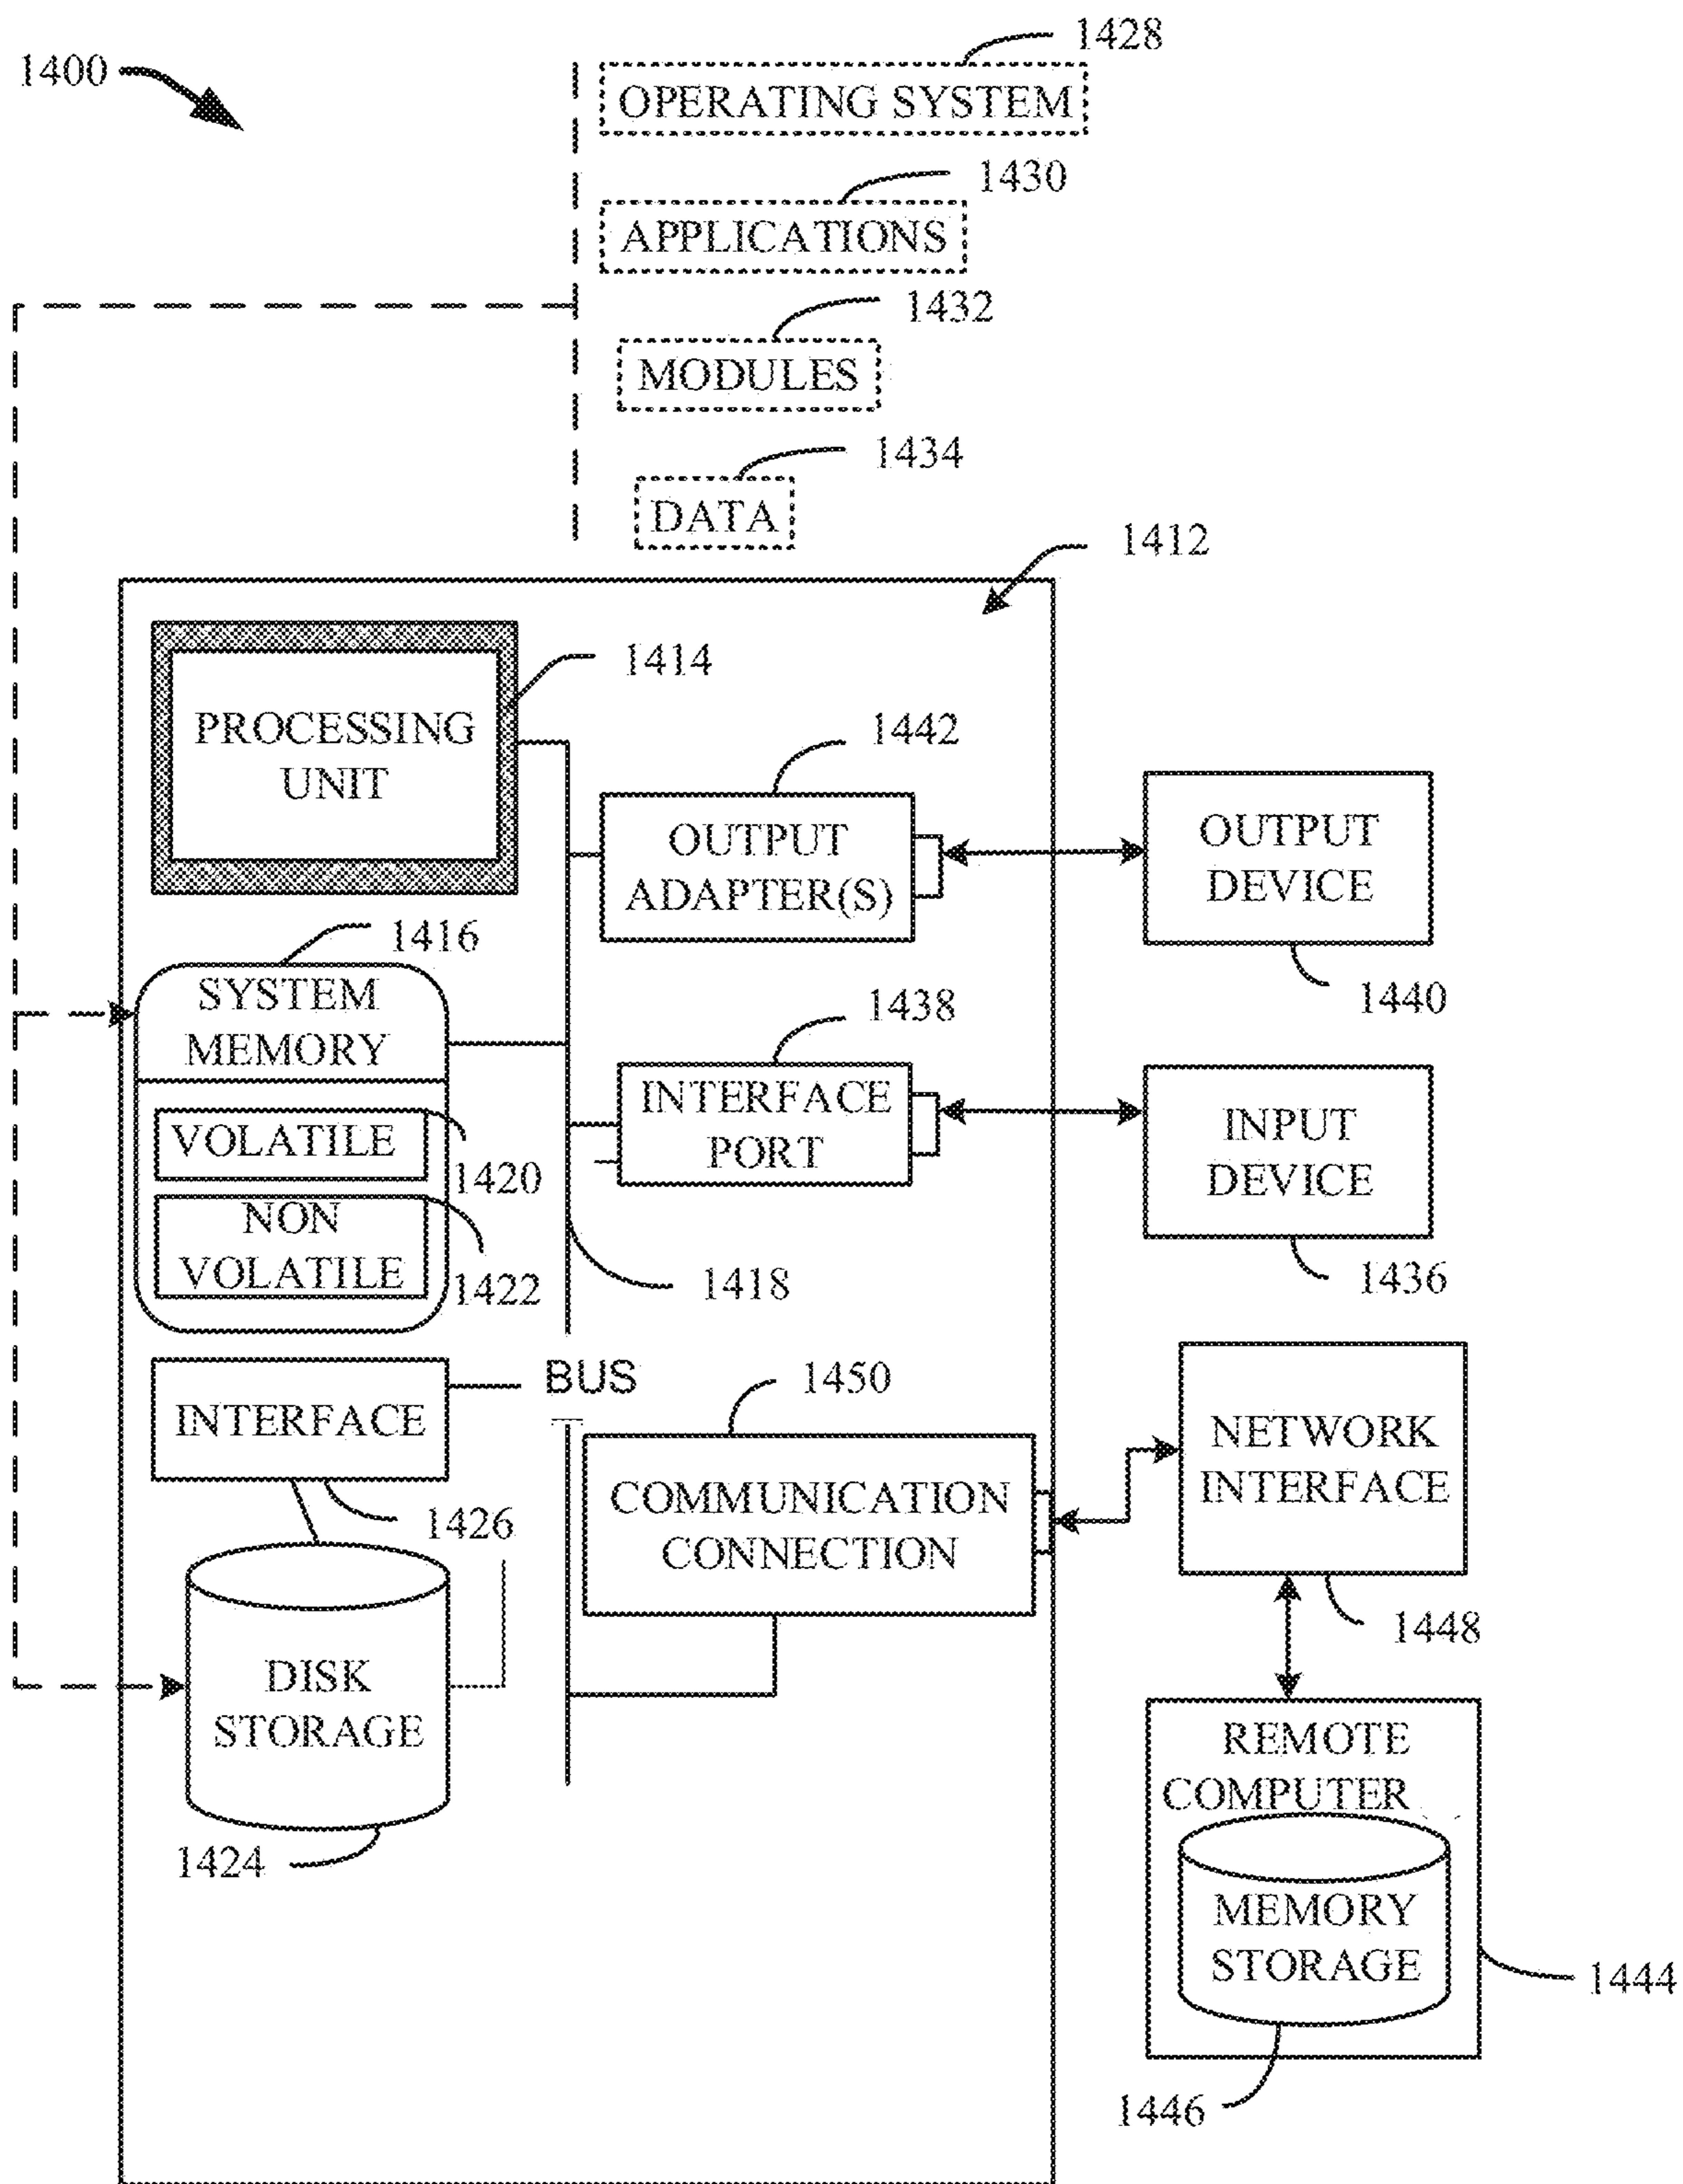 1428
1400
OPERATING SYSTEM
1430
APPLICATIONS
1432
MODULES
1434
DATA
1412
1414
PROCESSING
UNIT
1442
OUTPUT
ADAPTER(S)
OUTPUT
DEVICE
1440
1416
SYSTEM
MEMORY
1438
INTERFACE
PORT
INPUT
DEVICE
1436
VOLATILE
1420
NON
VOLATILE
1422
1418
BUS
INTERFACE
1426
1450
COMMUNICATION
CONNECTION
NETWORK
INTERFACE
1448
DISK
STORAGE
1424
REMOTE
COMPUTER
MEMORY
STORAGE
1444
1446